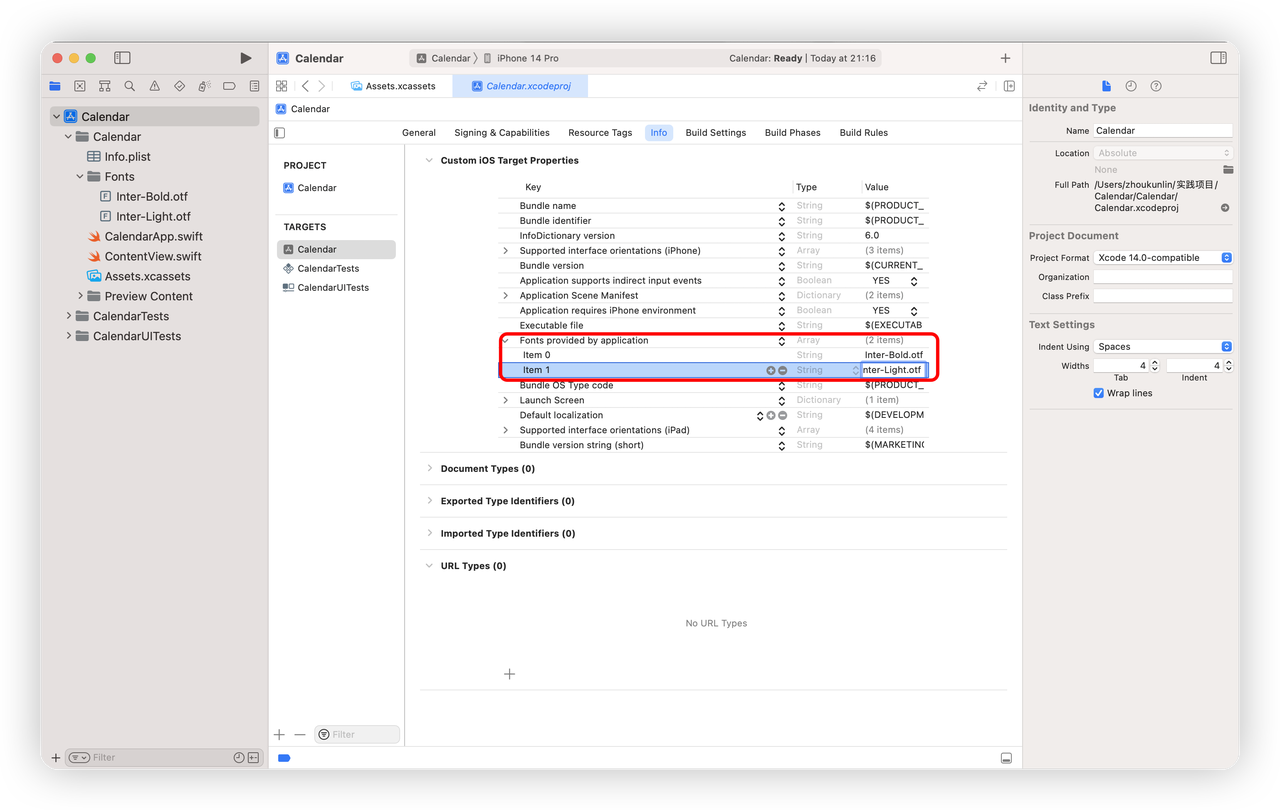 Calendar
Calendar
iPhone 14 Pro
Calendar: Ready | Today at 21:16
Assets.xcassets
Calendar.xcodeproj
Calendar
Calendar
Calendar
Info.plist
Fonts
Inter-Bold.otf
Inter-Light.otf
CalendarApp.swift
ContentView.swift
Assets.xcassets
Preview Content
CalendarTests
CalendarUITests
Filter
General
Signing & Capabilities
Resource Tags
Info
Build Settings
Build Phases
Build Rules
PROJECT
Calendar
TARGETS
Calendar
CalendarTests
CalendarUITests
Filter
Custom iOS Target Properties
Key Type Value
Bundle name String $(PRODUCT_
Bundle identifier String $(PRODUCT_
InfoDictionary version String 6.0
Supported interface orientations (iPhone) Array (3 items)
Bundle version String $(CURRENT_
Application supports indirect input events Boolean YES
Application Scene Manifest Dictionary (2 items)
Application requires iPhone environment Boolean YES
Executable file String $(EXECUTAB
Fonts provided by application Array (2 items)
Item 0 String Inter-Bold.otf
Item 1 String nter-Light.otf
Bundle OS Type code String $(PRODUCT_
Launch Screen Dictionary (1 item)
Default localization String $(DEVELOPM
Supported interface orientations (iPad) Array (4 items)
Bundle version string (short) String $(MARKETING
Document Types (0)
Exported Type Identifiers (0)
Imported Type Identifiers (0)
URL Types (0)
No URL Types
Identity and Type
Name Calendar
Location Absolute
None
Full Path /Users/zhoukunlin/实践项目/
Calendar/Calendar/
Calendar.xcodeproj
Project Document
Project Format Xcode 14.0-compatible
Organization
Class Prefix
Text Settings
Indent Using Spaces
Widths 4 4
Tab Indent
Wrap lines